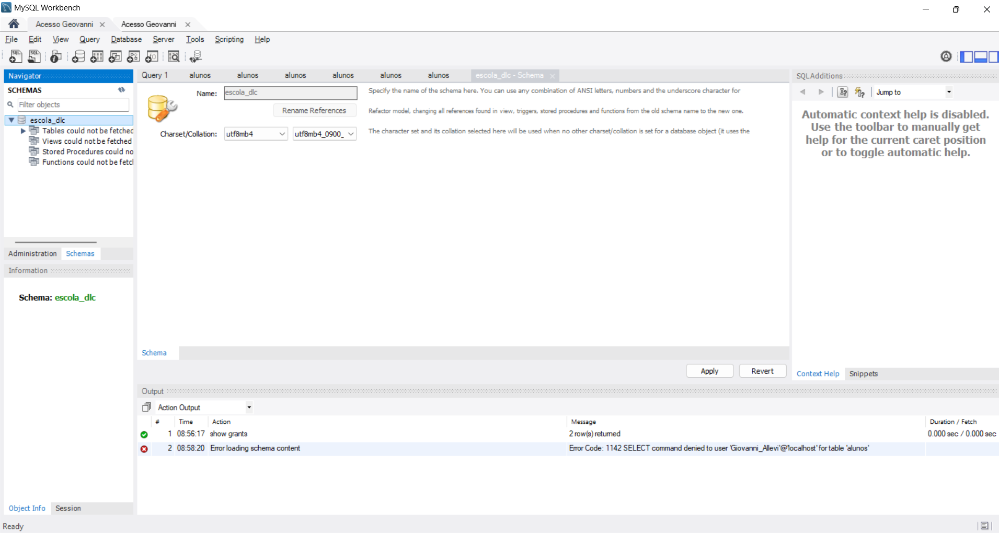 MySQL Workbench
Acesso Geovanni
Acesso Geovanni
File Edit View Query Database Server Tools Scripting Help
Navigator
SCHEMAS
Filter objects
escola_dlc
Tables could not be fetched
Views could not be fetched
Stored Procedures could no
Functions could not be fetc
Administration Schemas
Information
Schema: escola_dlc
Object Info Session
Query 1 alunos alunos alunos alunos alunos alunos escola_dlc - Schema
Name: escola_dlc
Specify the name of the schema here. You can use any combination of ANSI letters, numbers and the underscore character for
Rename References
Refactor model, changing all references found in view, triggers, stored procedures and functions from the old schema name to the new one.
Charset/Collation: utf8mb4 utf8mb4_0900_
The character set and its collation selected here will be used when no other charset/collation is set for a database object (it uses the
Schema
Apply Revert
SQLAdditions
Jump to
Automatic context help is disabled.
Use the toolbar to manually get
help for the current caret position
or to toggle automatic help.
Context Help Snippets
Output
Action Output
# Time Action Message Duration / Fetch
1 08:56:17 show grants 2 row(s) returned 0.000 sec / 0.000 sec
2 08:58:20 Error loading schema content Error Code: 1142 SELECT command denied to user 'Giovanni_Allevi'@'localhost' for table 'alunos'
Ready